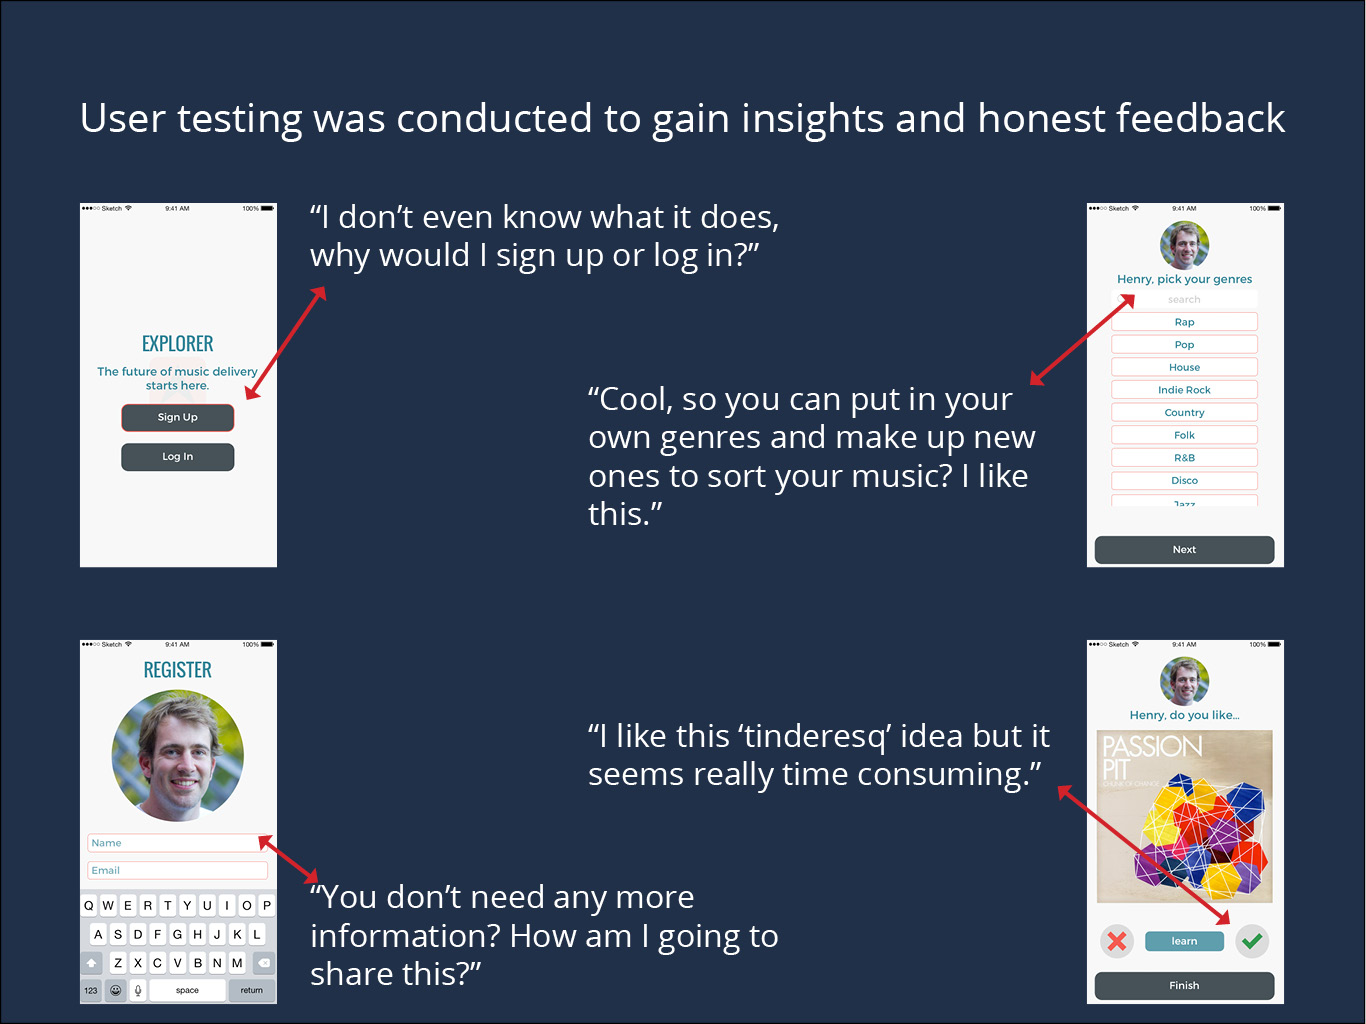 User testing was conducted to gain insights and honest feedback
●●●○○ Sketch 9:41 AM 100%
EXPLORER
The future of music delivery
starts here.
Sign Up
Log In
“I don’t even know what it does,
why would I sign up or log in?”
●●●○○ Sketch 9:41 AM 100%
Henry, pick your genres
search
Rap
Pop
House
Indie Rock
Country
Folk
R&B
Disco
Jazz
Next
“Cool, so you can put in your
own genres and make up new
ones to sort your music? I like
this.”
●●●○○ Sketch 9:41 AM 100%
REGISTER
Name
Email
Q W E R T Y U I O P
A S D F G H J K L
Z X C V B N M
123 space return
“You don’t need any more
information? How am I going to
share this?”
“I like this ‘tinderesq’ idea but it
seems really time consuming.”
●●●○○ Sketch 9:41 AM 100%
Henry, do you like...
PASSION
PIT
CHUNK OF CHANGE
learn
Finish